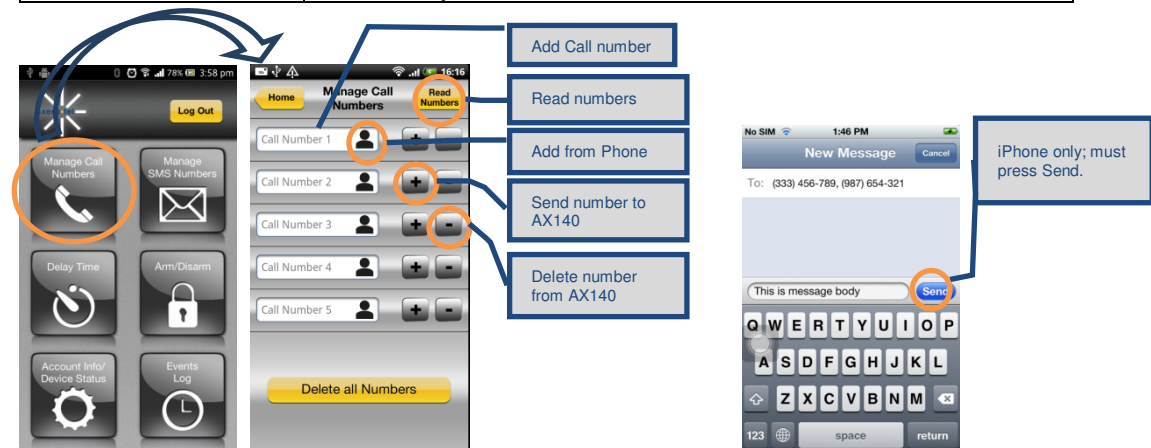 78% 3:58 pm
Log Out
Manage Call
Numbers
Manage
SMS Numbers
Delay Time
Arm/Disarm
Account Info/
Device Status
Events
Log
16:16
Home
Manage Call
Numbers
Read
Numbers
Call Number 1
+
-
Call Number 2
+
-
Call Number 3
+
-
Call Number 4
+
-
Call Number 5
+
-
Delete all Numbers
Add Call number
Read numbers
Add from Phone
Send number to
AX140
Delete number
from AX140
No SIM 1:46 PM
New Message
Cancel
To: (333) 456-789, (987) 654-321
This is message body
Send
Q W E R T Y U I O P
A S D F G H J K L
Z X C V B N M
123 space return
iPhone only; must
press Send.